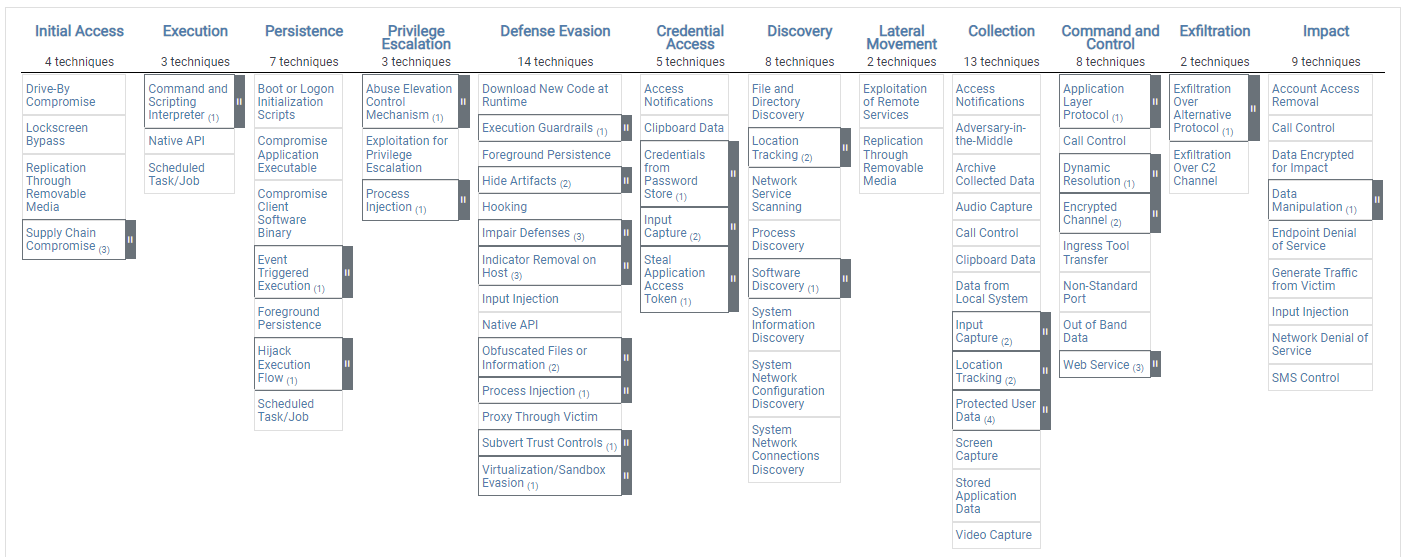 Initial Access
4 techniques
Drive-By
Compromise
Lockscreen
Bypass
Replication
Through
Removable
Media
Supply Chain
Compromise (3)
Execution
3 techniques
Command and
Scripting
Interpreter (1)
Native API
Scheduled
Task/Job
Persistence
7 techniques
Boot or Logon
Initialization
Scripts
Compromise
Application
Executable
Compromise
Client
Software
Binary
Event
Triggered
Execution (1)
Foreground
Persistence
Hijack
Execution
Flow (1)
Scheduled
Task/Job
Privilege
Escalation
3 techniques
Abuse Elevation
Control
Mechanism (1)
Exploitation for
Privilege
Escalation
Process
Injection (1)
Defense Evasion
14 techniques
Download New Code at
Runtime
Execution Guardrails (1)
Foreground Persistence
Hide Artifacts (2)
Hooking
Impair Defenses (3)
Indicator Removal on
Host (3)
Input Injection
Native API
Obfuscated Files or
Information (2)
Process Injection (1)
Proxy Through Victim
Subvert Trust Controls (1)
Virtualization/Sandbox
Evasion (1)
Credential
Access
5 techniques
Access
Notifications
Clipboard Data
Credentials
from
Password
Store (1)
Input
Capture (2)
Steal
Application
Access
Token (1)
Discovery
8 techniques
File and
Directory
Discovery
Location
Tracking (2)
Network
Service
Scanning
Process
Discovery
Software
Discovery (1)
System
Information
Discovery
System
Network
Configuration
Discovery
System
Network
Connections
Discovery
Lateral
Movement
2 techniques
Exploitation
of Remote
Services
Replication
Through
Removable
Media
Collection
13 techniques
Access
Notifications
Adversary-in-
the-Middle
Archive
Collected Data
Audio Capture
Call Control
Clipboard Data
Data from
Local System
Input
Capture (2)
Location
Tracking (2)
Protected User
Data (4)
Screen
Capture
Stored
Application
Data
Video Capture
Command and
Control
8 techniques
Application
Layer
Protocol (1)
Call Control
Dynamic
Resolution (1)
Encrypted
Channel (2)
Ingress Tool
Transfer
Non-Standard
Port
Out of Band
Data
Web Service (3)
Exfiltration
2 techniques
Exfiltration
Over
Alternative
Protocol (1)
Exfiltration
Over C2
Channel
Impact
9 techniques
Account Access
Removal
Call Control
Data Encrypted
for Impact
Data
Manipulation (1)
Endpoint Denial
of Service
Generate Traffic
from Victim
Input Injection
Network Denial of
Service
SMS Control